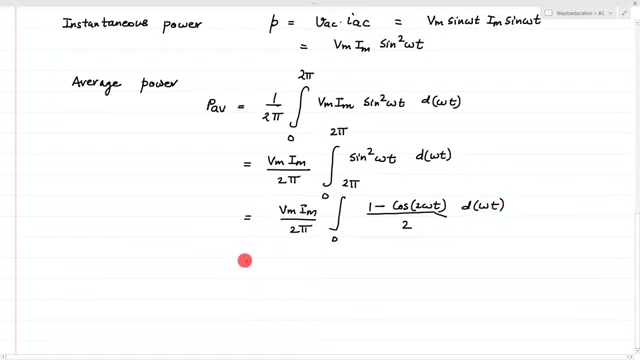 Waytoeducation + AC
Instantaneous power p = Vac . iac = Vm sinωt Im sinωt
= Vm Im sin²ωt
Average power
Pav = 1/2π ∫₀^2π Vm Im sin²ωt d(ωt)
= Vm Im/2π ∫₀^2π sin²ωt d(ωt)
= Vm Im/2π ∫₀^2π (1 - Cos(2ωt))/2 d(ωt)